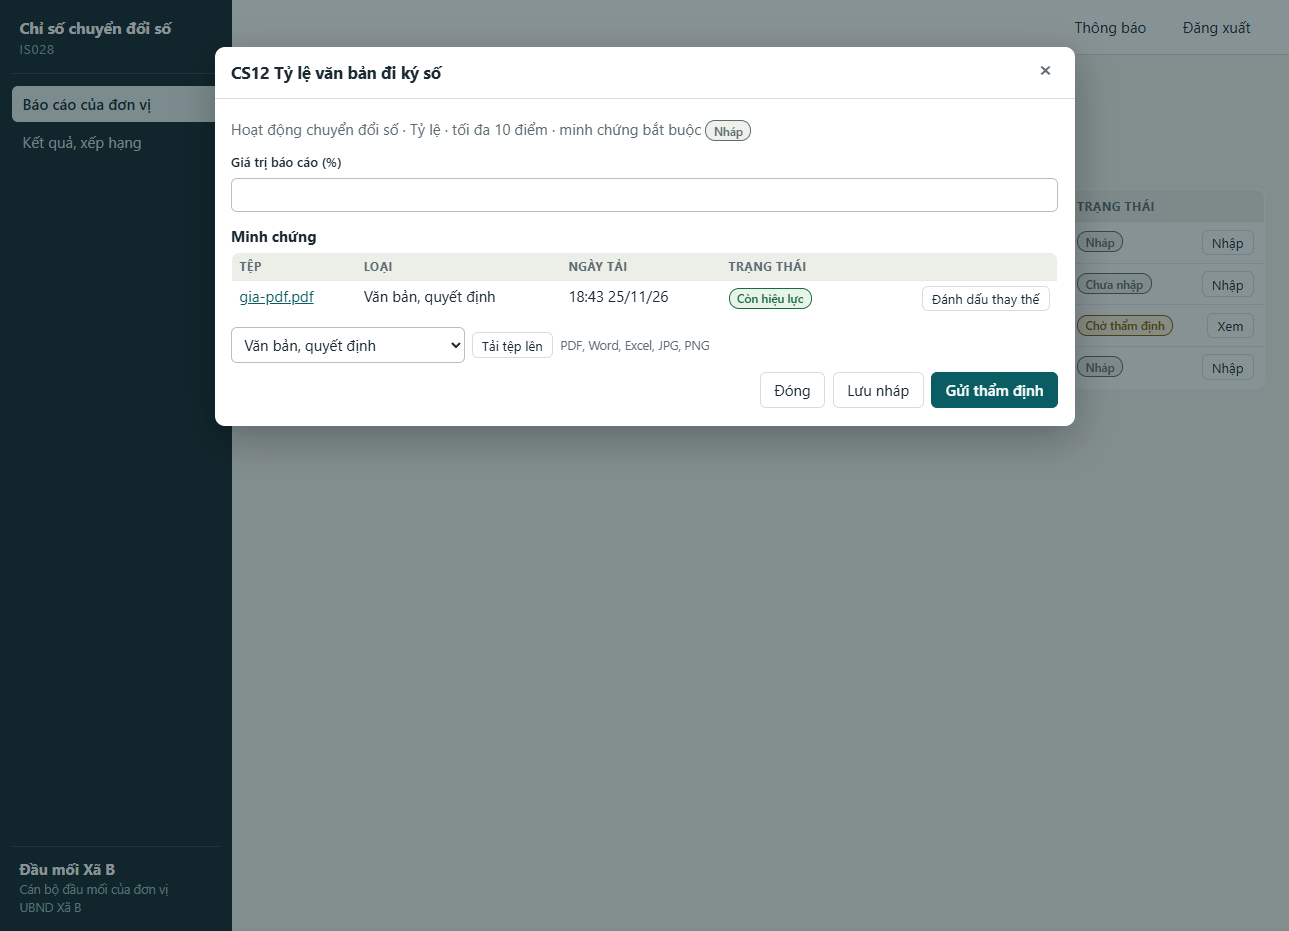 Chỉ số chuyển đổi số
IS028
Báo cáo của đơn vị
Kết quả, xếp hạng
Đầu mối Xã B
Cán bộ đầu mối của đơn vị
UBND Xã B
Thông báo
Đăng xuất
CS12 Tỷ lệ văn bản đi ký số
×
Hoạt động chuyển đổi số · Tỷ lệ · tối đa 10 điểm · minh chứng bắt buộc Nháp
Giá trị báo cáo (%)
Minh chứng
TỆP LOẠI NGÀY TẢI TRẠNG THÁI
gia-pdf.pdf Văn bản, quyết định 18:43 25/11/26 Còn hiệu lực Đánh dấu thay thế
Văn bản, quyết định Tải tệp lên PDF, Word, Excel, JPG, PNG
Đóng Lưu nháp Gửi thẩm định
TRẠNG THÁI
Nháp Nhập
Chưa nhập Nhập
Chờ thẩm định Xem
Nháp Nhập